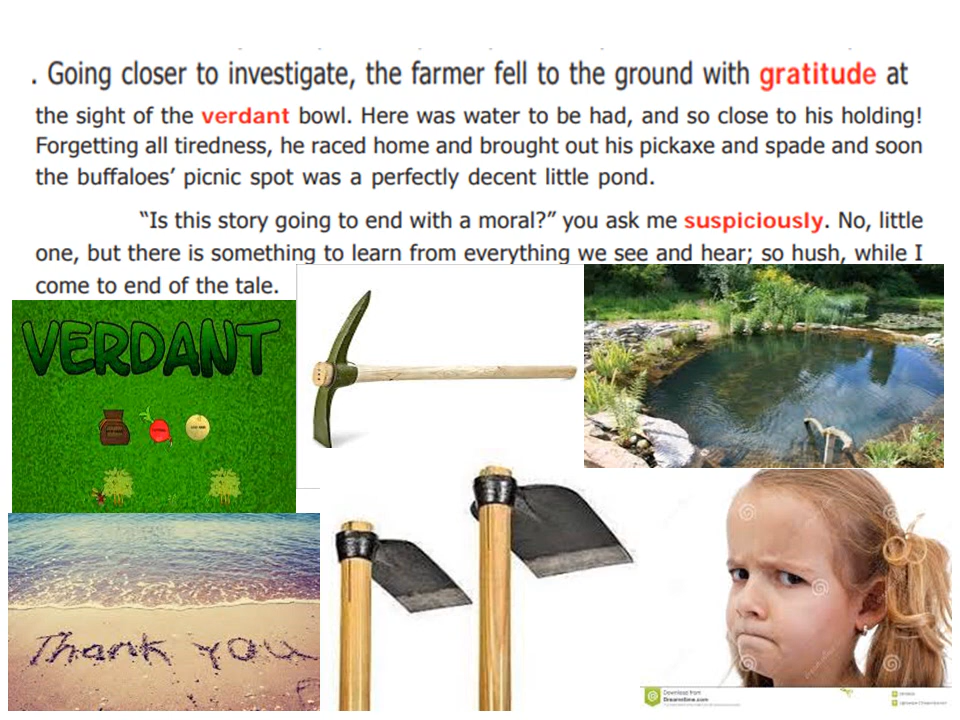 . Going closer to investigate, the farmer fell to the ground with gratitude at
the sight of the verdant bowl. Here was water to be had, and so close to his holding!
Forgetting all tiredness, he raced home and brought out his pickaxe and spade and soon
the buffaloes’ picnic spot was a perfectly decent little pond.
“Is this story going to end with a moral?” you ask me suspiciously. No, little
one, but there is something to learn from everything we see and hear; so hush, while I
come to end of the tale.
VERDANT
Thank you
Download from
Dreamstime.com